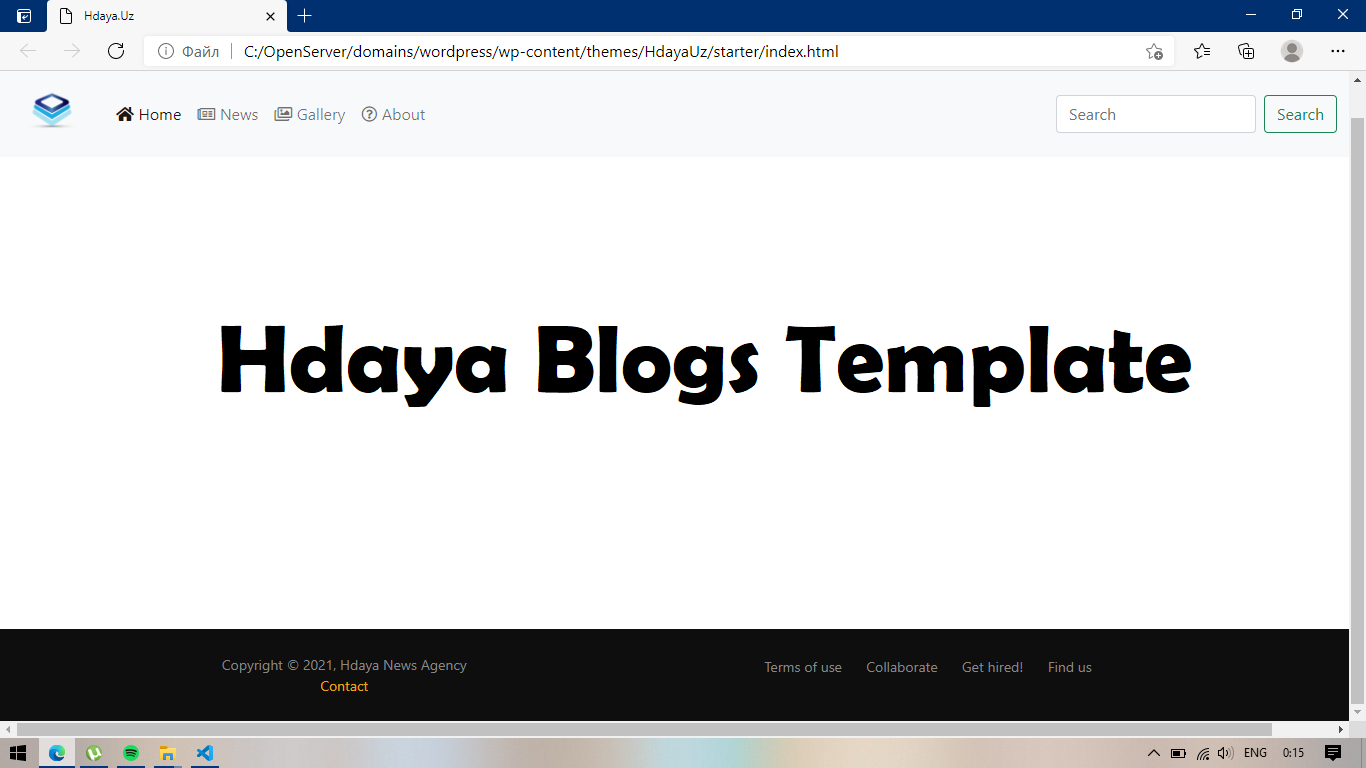 Hdaya.Uz
Файл
C:/OpenServer/domains/wordpress/wp-content/themes/HdayaUz/starter/index.html
Home News Gallery About Search Search
Hdaya Blogs Template
Copyright © 2021, Hdaya News Agency
Contact
Terms of use Collaborate Get hired! Find us
ENG 0:15